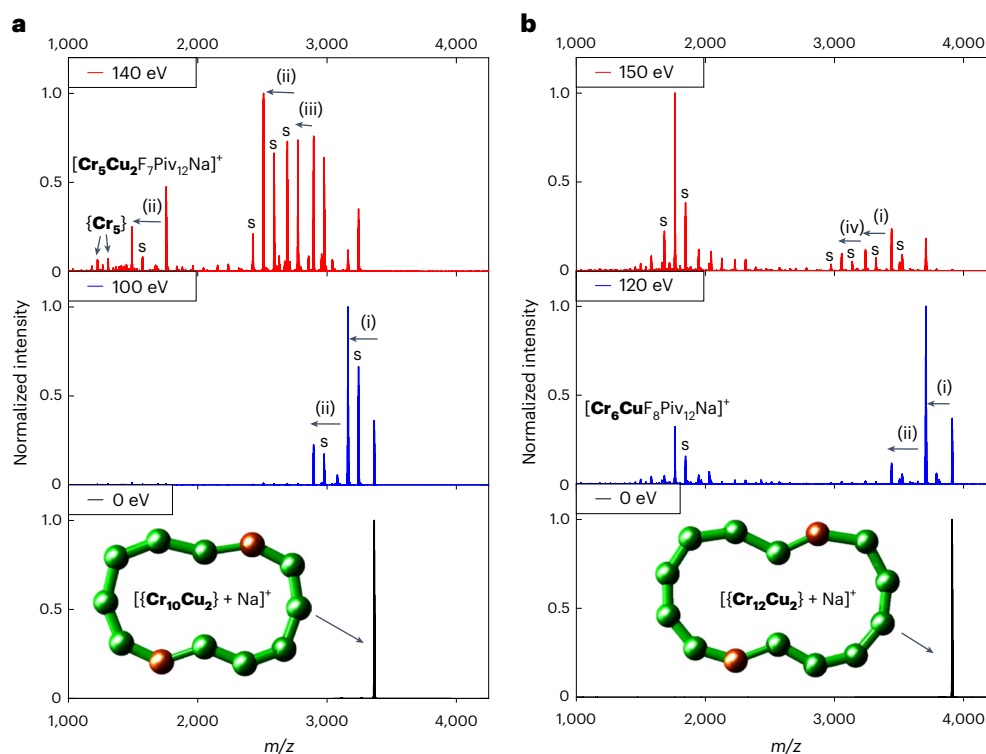 a
1,000 2,000 3,000 4,000
140 eV
1.0
(ii)
(iii)
s s
[Cr5Cu2F7Piv12Na]⁺
0.5
{Cr5} (ii)
s
s
0
100 eV
1.0
(i)
s
0.5
(ii)
s
0
0 eV
1.0
[{Cr10Cu2} + Na]⁺
0.5
0
1,000 2,000 3,000 4,000
m/z
Normalized intensity
b
1,000 2,000 3,000 4,000
150 eV
1.0
0.5
s
s
(iv) (i)
s s s s
0
120 eV
1.0
(i)
[Cr6CuF8Piv12Na]⁺
0.5
(ii)
s
0
0 eV
1.0
[{Cr12Cu2} + Na]⁺
0.5
0
1,000 2,000 3,000 4,000
m/z
Normalized intensity